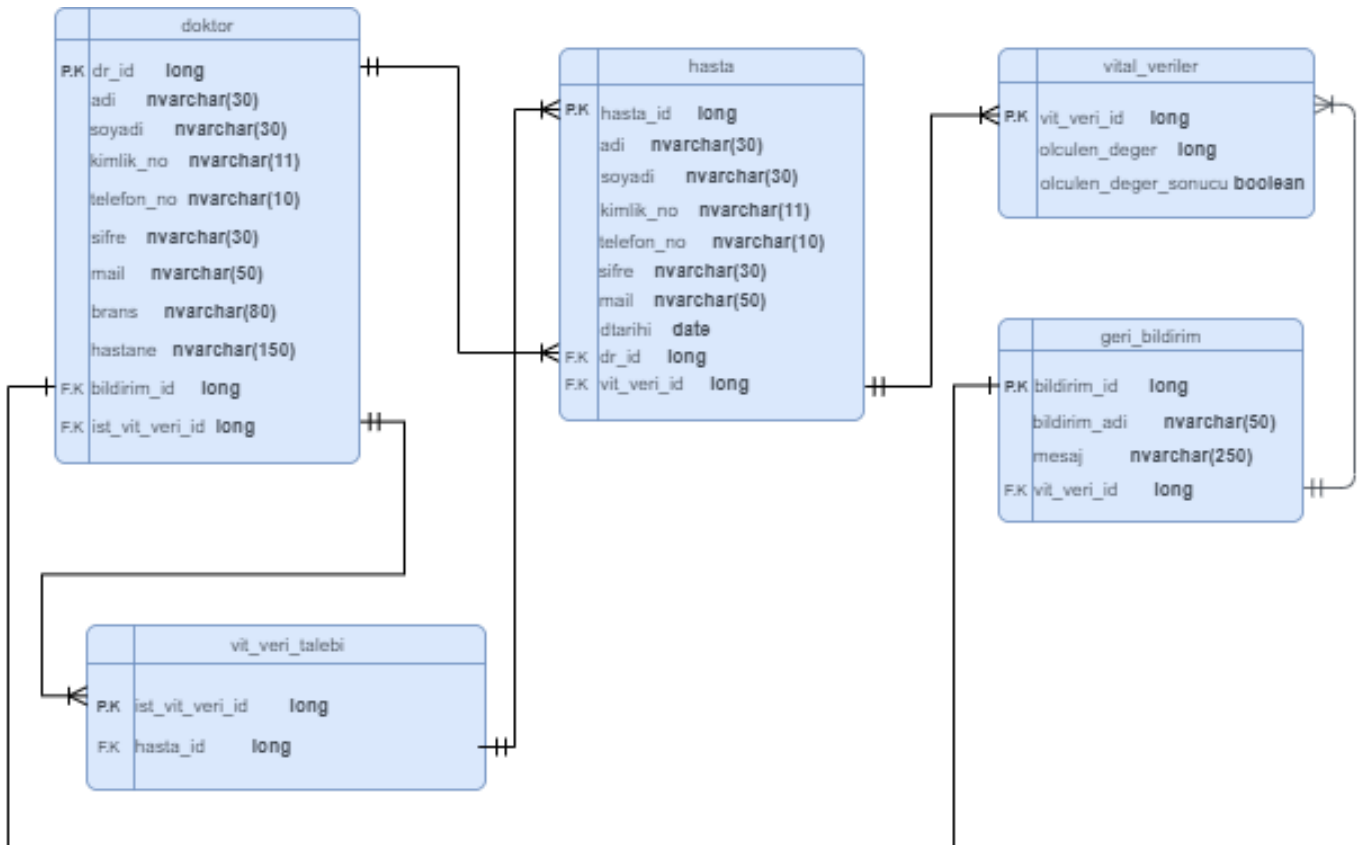 doktor
P.K dr_id long
adi nvarchar(30)
soyadi nvarchar(30)
kimlik_no nvarchar(11)
telefon_no nvarchar(10)
sifre nvarchar(30)
mail nvarchar(50)
brans nvarchar(80)
hastane nvarchar(150)
F.K bildirim_id long
F.K ist_vit_veri_id long
hasta
P.K hasta_id long
adi nvarchar(30)
soyadi nvarchar(30)
kimlik_no nvarchar(11)
telefon_no nvarchar(10)
sifre nvarchar(30)
mail nvarchar(50)
dtarihi date
F.K dr_id long
F.K vit_veri_id long
vital_veriler
P.K vit_veri_id long
olculen_deger long
olculen_deger_sonucu boolean
geri_bildirim
P.K bildirim_id long
bildirim_adi nvarchar(50)
mesaj nvarchar(250)
F.K vit_veri_id long
vit_veri_talebi
P.K ist_vit_veri_id long
F.K hasta_id long